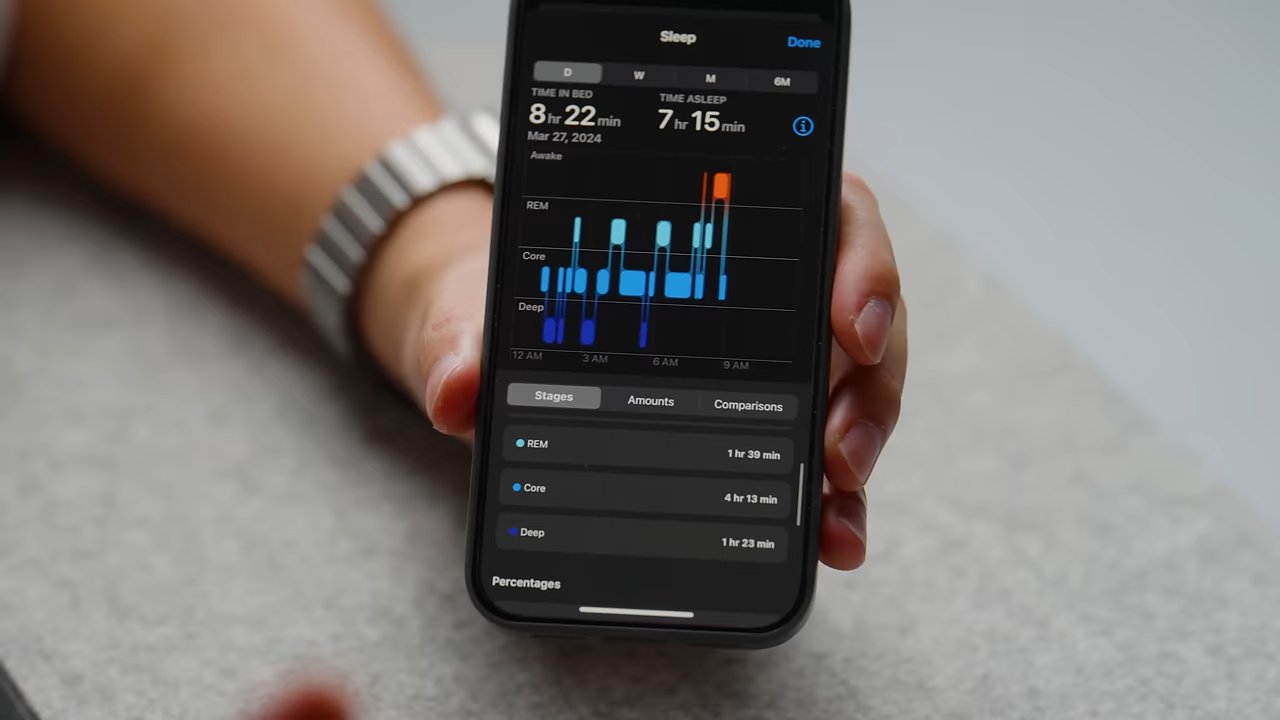 Sleep
Done
D W M 6M
TIME IN BED TIME ASLEEP
8 hr 22 min 7 hr 15 min
Mar 27, 2024
Awake
REM
Core
Deep
12 AM 3 AM 6 AM 9 AM
Stages Amounts Comparisons
REM 1 hr 39 min
Core 4 hr 13 min
Deep 1 hr 23 min
Percentages